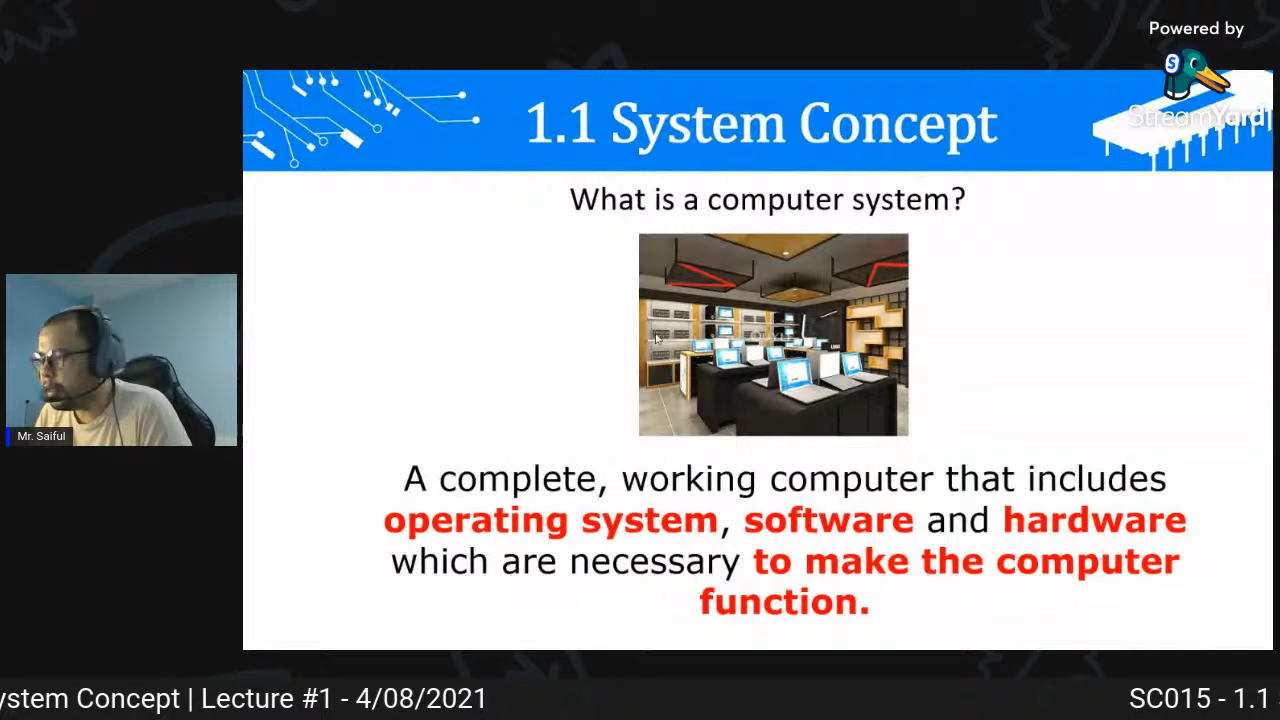 Powered by
StreamYard
1.1 System Concept
What is a computer system?
A complete, working computer that includes
operating system, software and hardware
which are necessary to make the computer
function.
Mr. Saiful
ystem Concept | Lecture #1 - 4/08/2021
SC015 - 1.1